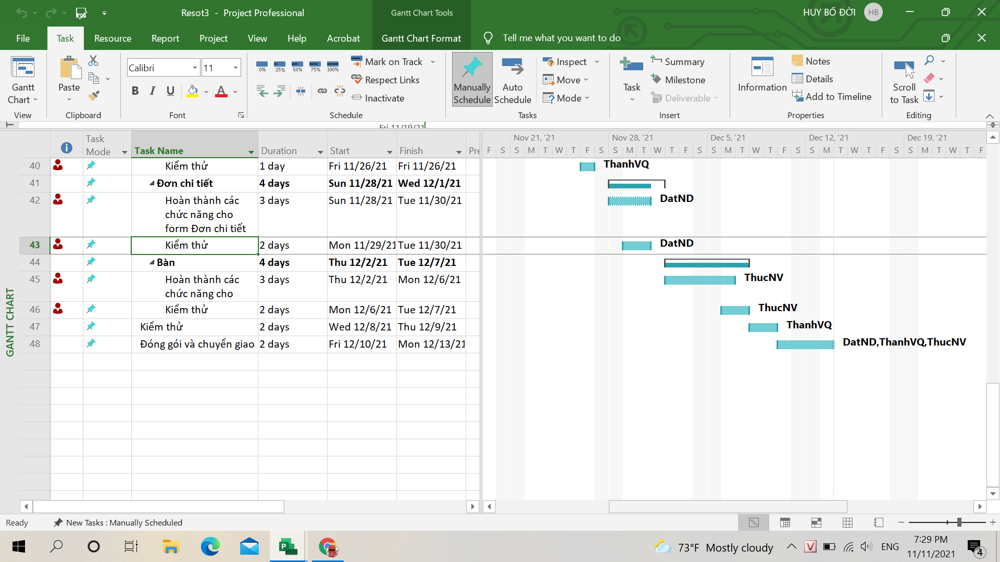 Resot3 - Project Professional
Gantt Chart Tools
HUY BỐ ĐỜI
HB
File
Task
Resource
Report
Project
View
Help
Acrobat
Gantt Chart Format
Tell me what you want to do
Gantt Chart
View
Paste
Clipboard
Calibri
11
B I U
A
Font
0% 25% 50% 75% 100%
Mark on Track
Respect Links
Inactivate
Schedule
Manually Schedule
Auto Schedule
Inspect
Move
Mode
Tasks
Task
Summary
Milestone
Deliverable
Insert
Information
Notes
Details
Add to Timeline
Properties
Scroll to Task
Editing
Fri 11/19/21
Task Mode
Task Name
Duration
Start
Finish
Pre
Nov 21, '21
Nov 28, '21
Dec 5, '21
Dec 12, '21
Dec 19, '21
F S S M T W T F S S M T W T F S S M T W T F S S M T W T F S S M T W T F
GANTT CHART
40 Kiểm thử 1 day Fri 11/26/21 Fri 11/26/21 ThanhVQ
41 Đơn chi tiết 4 days Sun 11/28/21 Wed 12/1/21
42 Hoàn thành các 3 days Sun 11/28/21 Tue 11/30/21 DatND
chức năng cho
form Đơn chi tiết
43 Kiểm thử 2 days Mon 11/29/21 Tue 11/30/21 DatND
44 Bàn 4 days Thu 12/2/21 Tue 12/7/21
45 Hoàn thành các 3 days Thu 12/2/21 Mon 12/6/21 ThucNV
chức năng cho
46 Kiểm thử 2 days Mon 12/6/21 Tue 12/7/21 ThucNV
47 Kiểm thử 2 days Wed 12/8/21 Thu 12/9/21 ThanhVQ
48 Đóng gói và chuyển giao 2 days Fri 12/10/21 Mon 12/13/21 DatND,ThanhVQ,ThucNV
Ready
New Tasks : Manually Scheduled
73°F Mostly cloudy
ENG
7:29 PM
11/11/2021
4